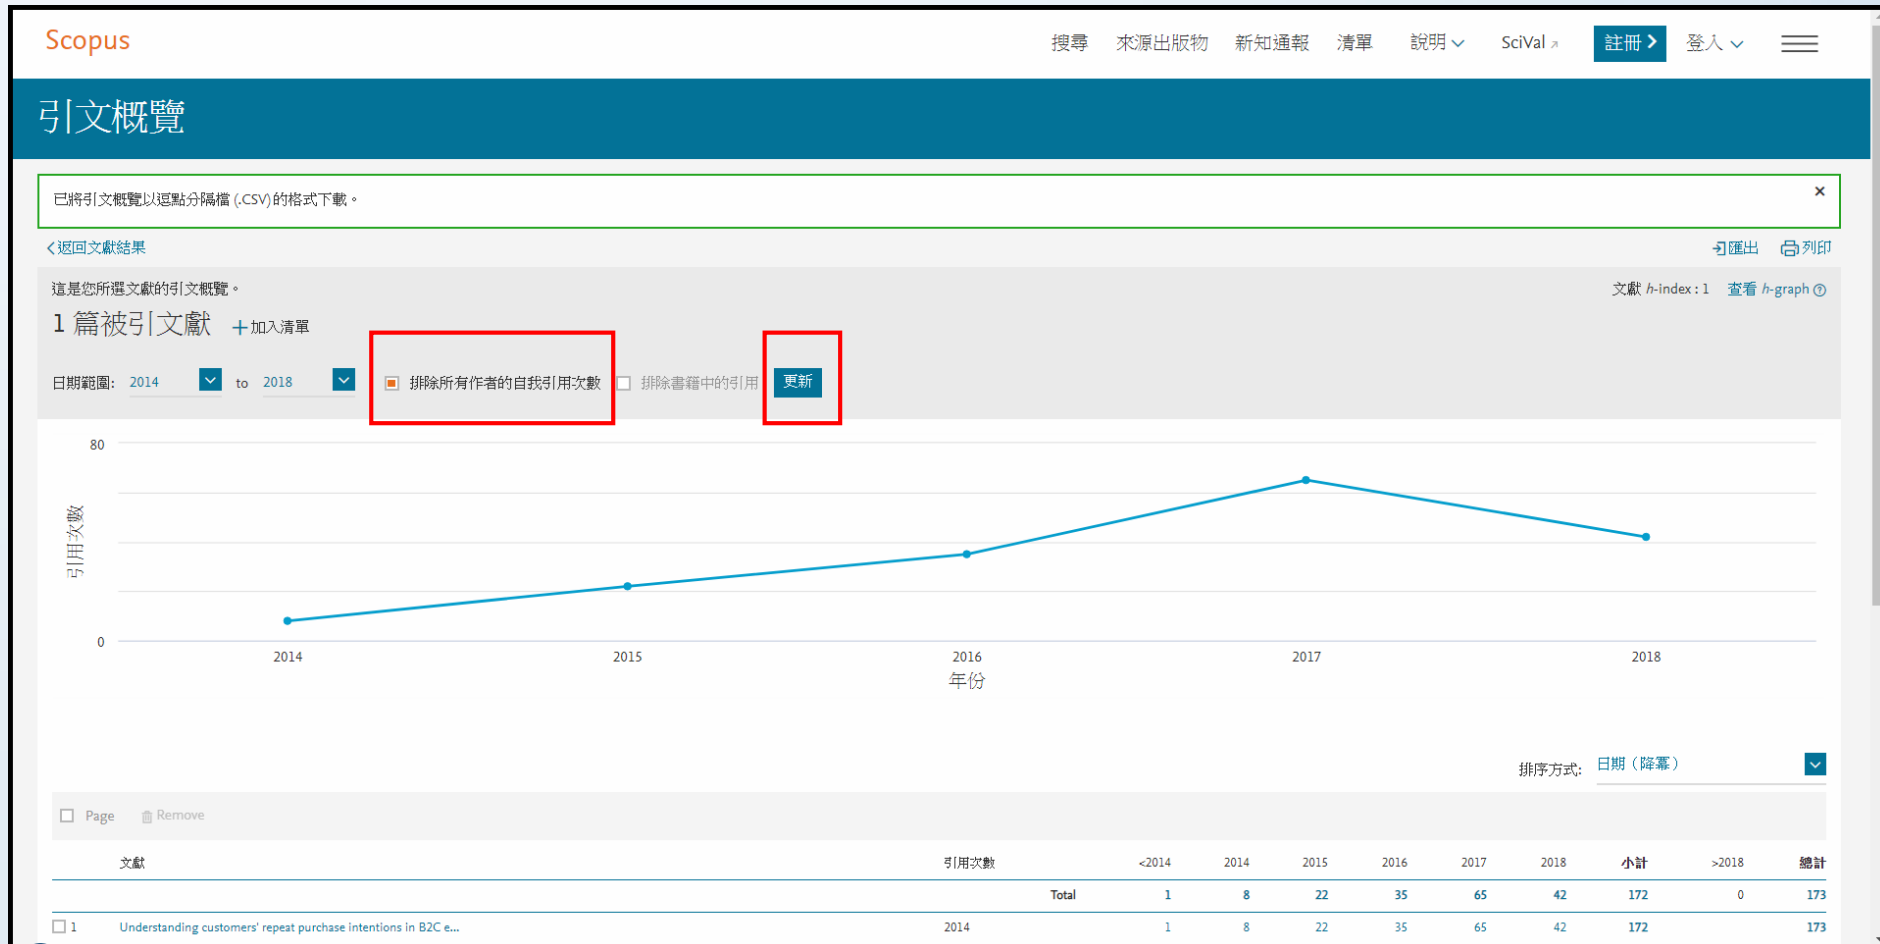 Scopus
搜尋 來源出版物 新知通報 清單 說明 SciVal 註冊 登入
引文概覽
已將引文概覽以逗點分隔檔 (.CSV) 的格式下載。
返回文獻結果 匯出 列印
這是您所選文獻的引文概覽。 文獻 h-index : 1 查看 h-graph
1 篇被引文獻 +加入清單
日期範圍: 2014 to 2018 排除所有作者的自我引用次數 排除書籍中的引用 更新
80
引用次數
0
2014 2015 2016 2017 2018
年份
排序方式: 日期（降冪）
Page Remove
文獻 引用次數 <2014 2014 2015 2016 2017 2018 小計 >2018 總計
Total 1 8 22 35 65 42 172 0 173
1 Understanding customers' repeat purchase intentions in B2C e... 2014 1 8 22 35 65 42 172 173